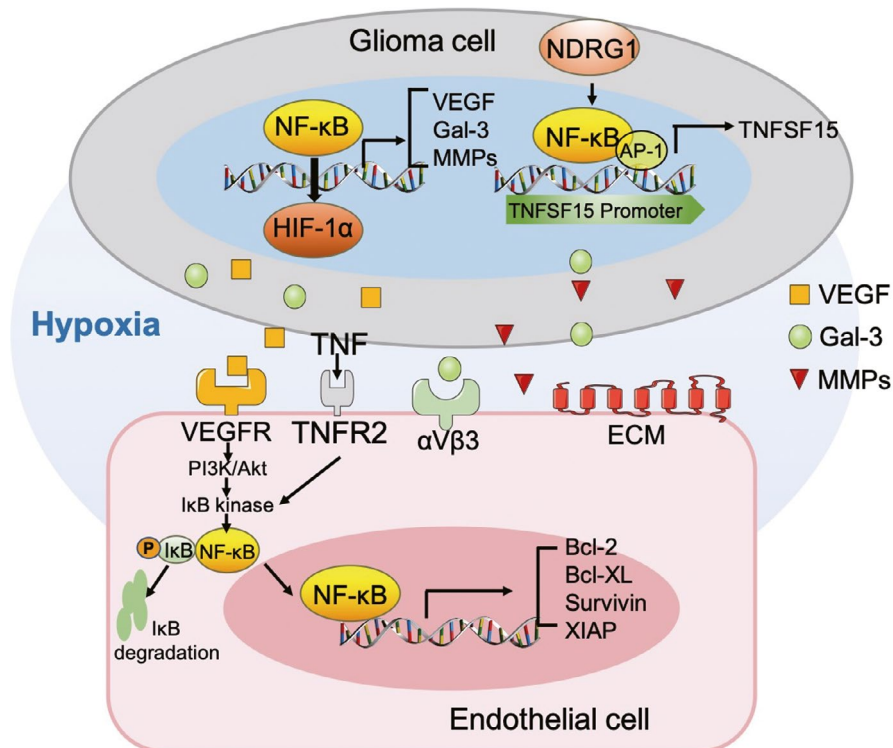 Glioma cell
NDRG1
NF-κB
VEGF
Gal-3
MMPs
NF-κB
AP-1
TNFSF15
HIF-1α
TNFSF15 Promoter
Hypoxia
VEGF
Gal-3
MMPs
TNF
VEGFR
TNFR2
αVβ3
ECM
PI3K/Akt
IκB kinase
P
IκB
NF-κB
IκB
degradation
NF-κB
Bcl-2
Bcl-XL
Survivin
XIAP
Endothelial cell